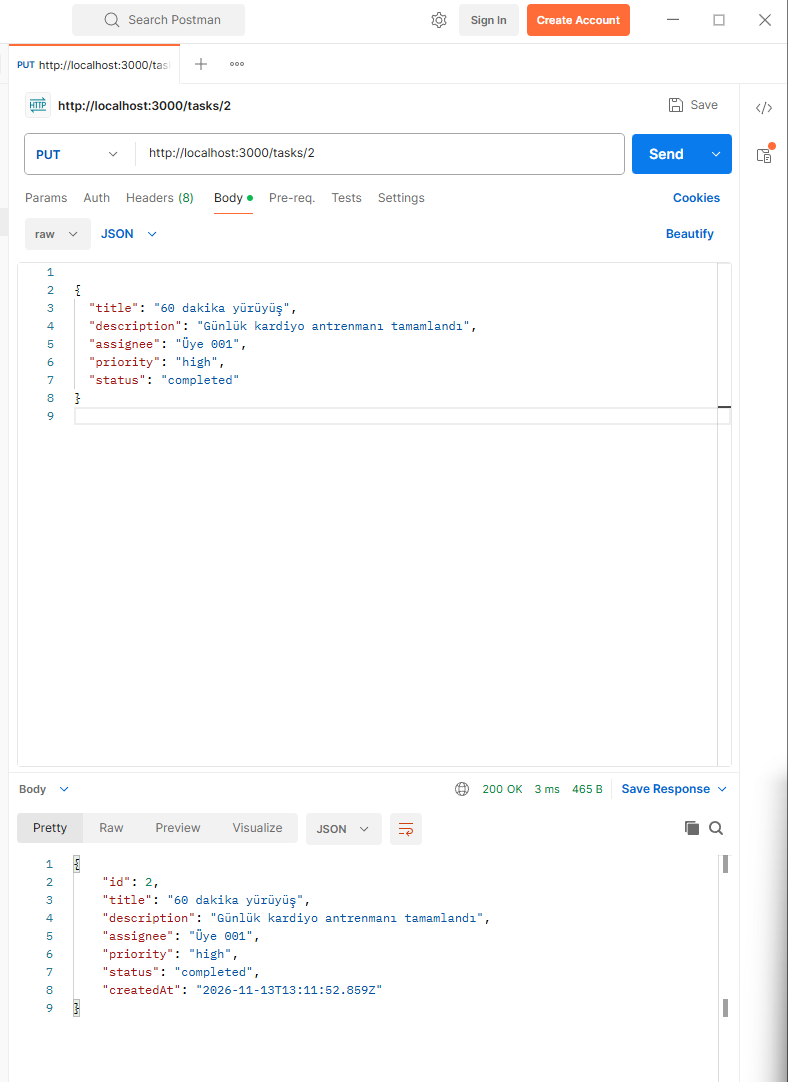 Search Postman
Sign In
Create Account
PUT http://localhost:3000/tas
http://localhost:3000/tasks/2
Save
PUT
http://localhost:3000/tasks/2
Send
Params Auth Headers (8) Body Pre-req. Tests Settings Cookies
raw JSON Beautify
1
2 {
3 "title": "60 dakika yürüyüş",
4 "description": "Günlük kardiyo antrenmanı tamamlandı",
5 "assignee": "Üye 001",
6 "priority": "high",
7 "status": "completed"
8 }
9
Body 200 OK 3 ms 465 B Save Response
Pretty Raw Preview Visualize JSON
1 {
2 "id": 2,
3 "title": "60 dakika yürüyüş",
4 "description": "Günlük kardiyo antrenmanı tamamlandı",
5 "assignee": "Üye 001",
6 "priority": "high",
7 "status": "completed",
8 "createdAt": "2026-11-13T13:11:52.859Z"
9 }